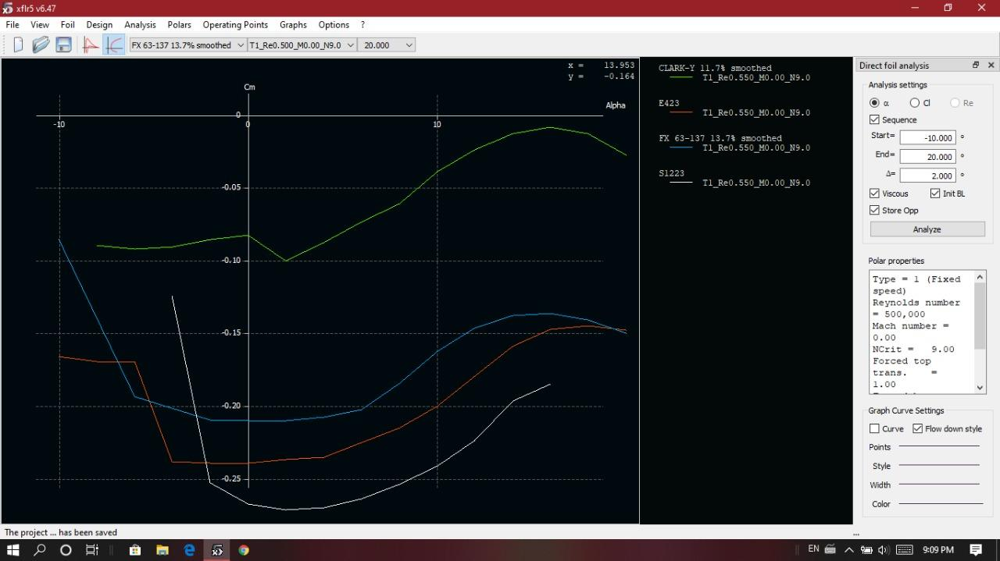 xflr5 v6.47
File View Foil Design Analysis Polars Operating Points Graphs Options ?
FX 63-137 13.7% smoothed T1_Re0.500_M0.00_N9.0 20.000
x = 13.953
y = -0.164
Cm
Alpha
0
-10 0 10
-0.05
-0.10
-0.15
-0.20
-0.25
CLARK-Y 11.7% smoothed
T1_Re0.550_M0.00_N9.0
E423
T1_Re0.550_M0.00_N9.0
FX 63-137 13.7% smoothed
T1_Re0.550_M0.00_N9.0
S1223
T1_Re0.550_M0.00_N9.0
Direct foil analysis
Analysis settings
α Cl Re
Sequence
Start= -10.000 °
End= 20.000 °
Δ= 2.000 °
Viscous Init BL
Store Opp
Analyze
Polar properties
Type = 1 (Fixed
speed)
Reynolds number
= 500,000
Mach number =
0.00
NCrit = 9.00
Forced top
trans. =
1.00
Graph Curve Settings
Curve Flow down style
Points
Style
Width
Color
The project ... has been saved
...
EN 9:09 PM